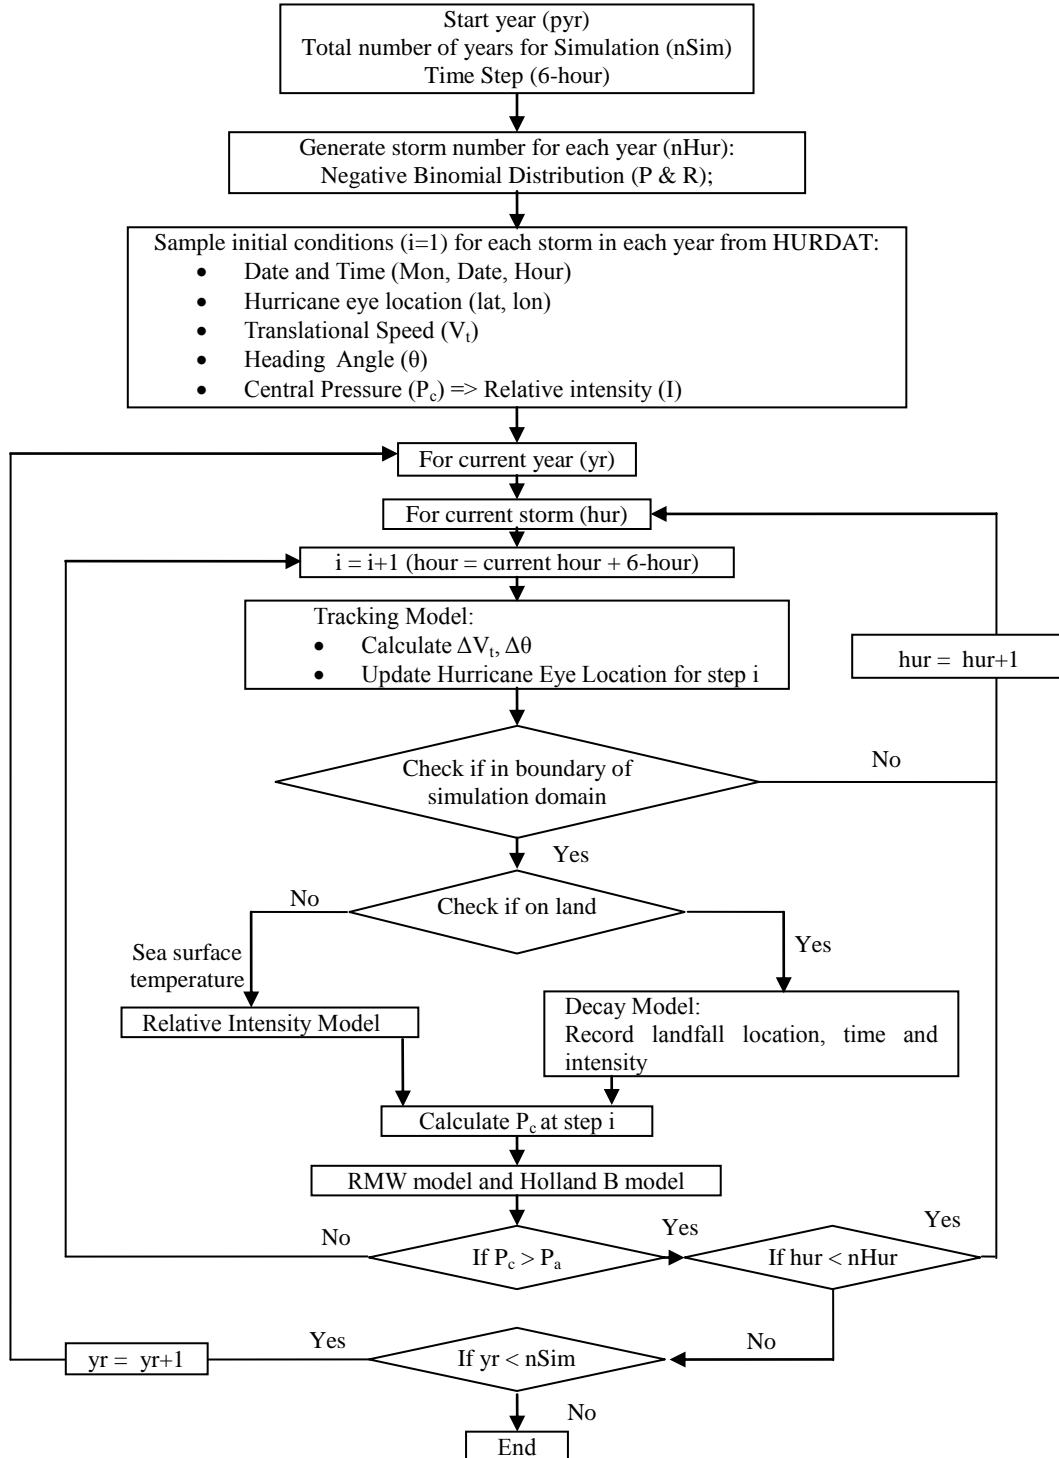 Start year (pyr)
Total number of years for Simulation (nSim)
Time Step (6-hour)
Generate storm number for each year (nHur):
Negative Binomial Distribution (P & R);
Sample initial conditions (i=1) for each storm in each year from HURDAT:
• Date and Time (Mon, Date, Hour)
• Hurricane eye location (lat, lon)
• Translational Speed (Vt)
• Heading Angle (θ)
• Central Pressure (Pc) => Relative intensity (I)
For current year (yr)
For current storm (hur)
i = i+1 (hour = current hour + 6-hour)
Tracking Model:
• Calculate ΔVt, Δθ
• Update Hurricane Eye Location for step i
hur = hur+1
Check if in boundary of
simulation domain
No
Yes
Check if on land
No
Yes
Sea surface
temperature
Relative Intensity Model
Decay Model:
Record landfall location, time and
intensity
Calculate Pc at step i
RMW model and Holland B model
If Pc > Pa
No
Yes
If hur < nHur
Yes
No
If yr < nSim
Yes
yr = yr+1
No
End